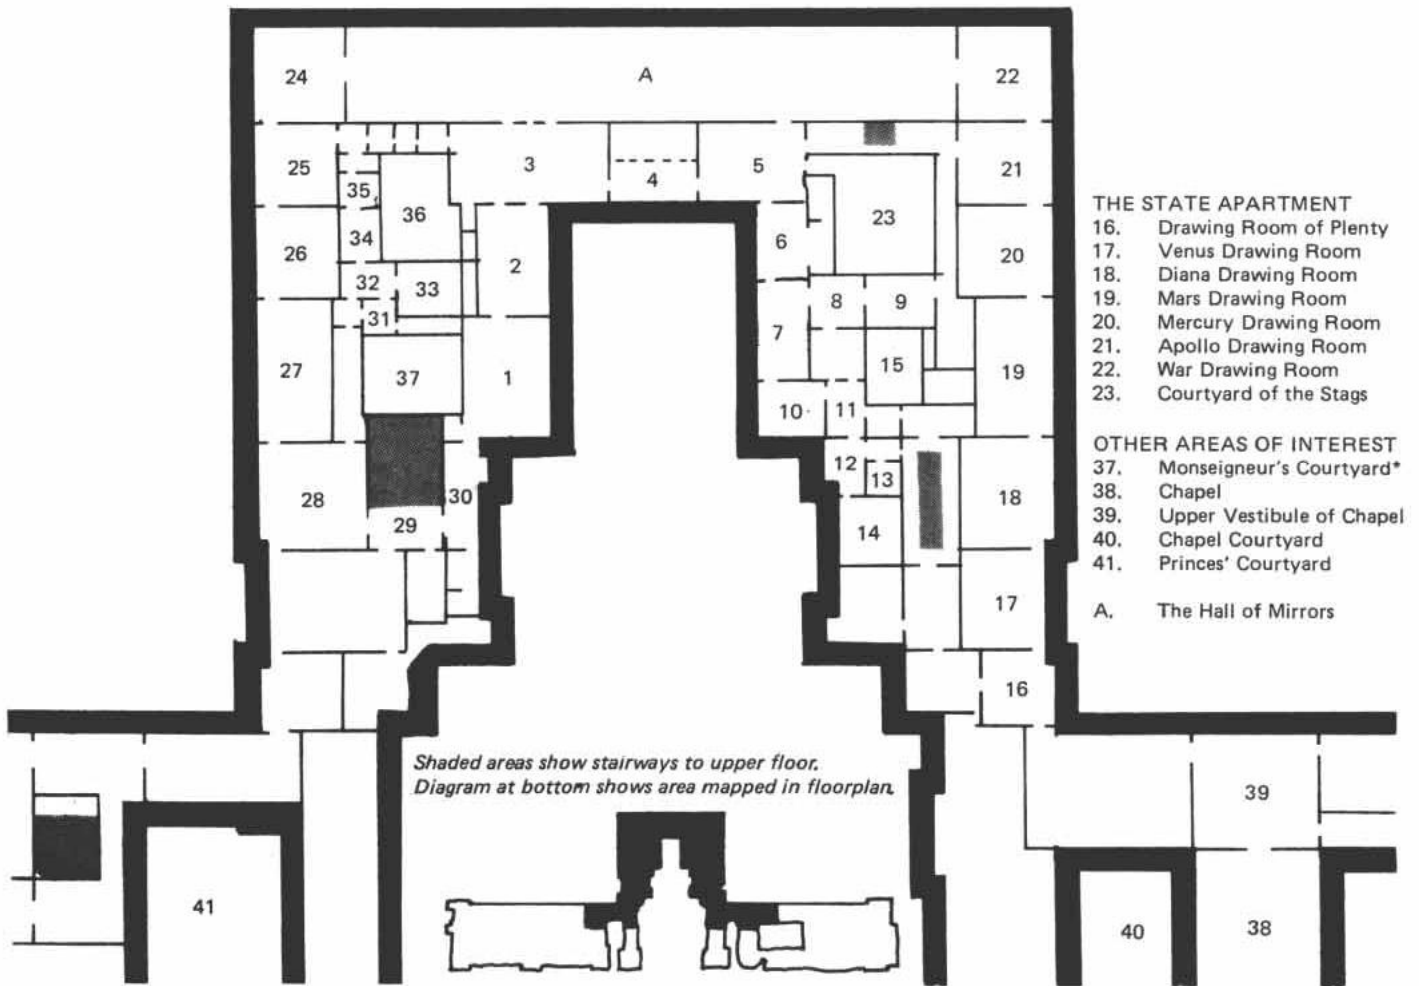 24
A
22
25
3
4
5
21
35
36
23
34
6
26
2
20
32
33
8
9
31
7
27
37
1
15
19
10
11
12
13
28
30
18
29
14
17
16
39
41
40
38
THE STATE APARTMENT
16. Drawing Room of Plenty
17. Venus Drawing Room
18. Diana Drawing Room
19. Mars Drawing Room
20. Mercury Drawing Room
21. Apollo Drawing Room
22. War Drawing Room
23. Courtyard of the Stags
OTHER AREAS OF INTEREST
37. Monseigneur's Courtyard*
38. Chapel
39. Upper Vestibule of Chapel
40. Chapel Courtyard
41. Princes' Courtyard
A. The Hall of Mirrors
Shaded areas show stairways to upper floor.
Diagram at bottom shows area mapped in floorplan.